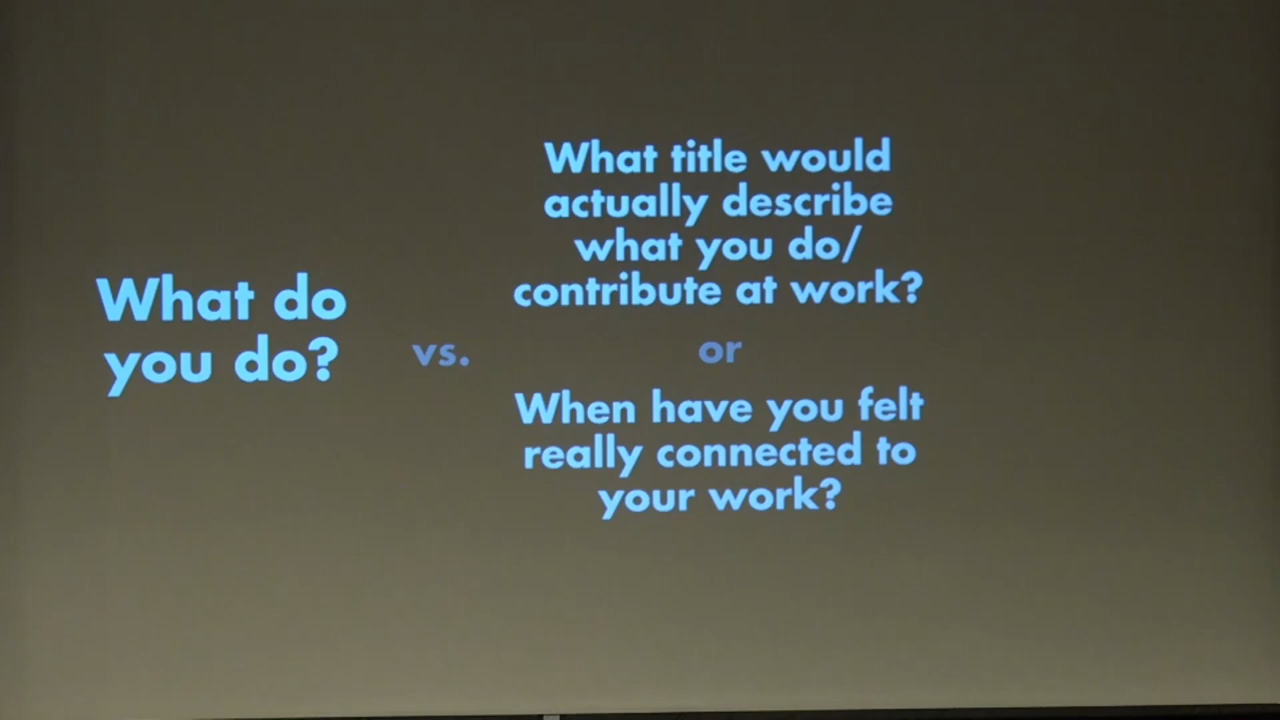 What do
you do?
vs.
What title would
actually describe
what you do/
contribute at work?
or
When have you felt
really connected to
your work?